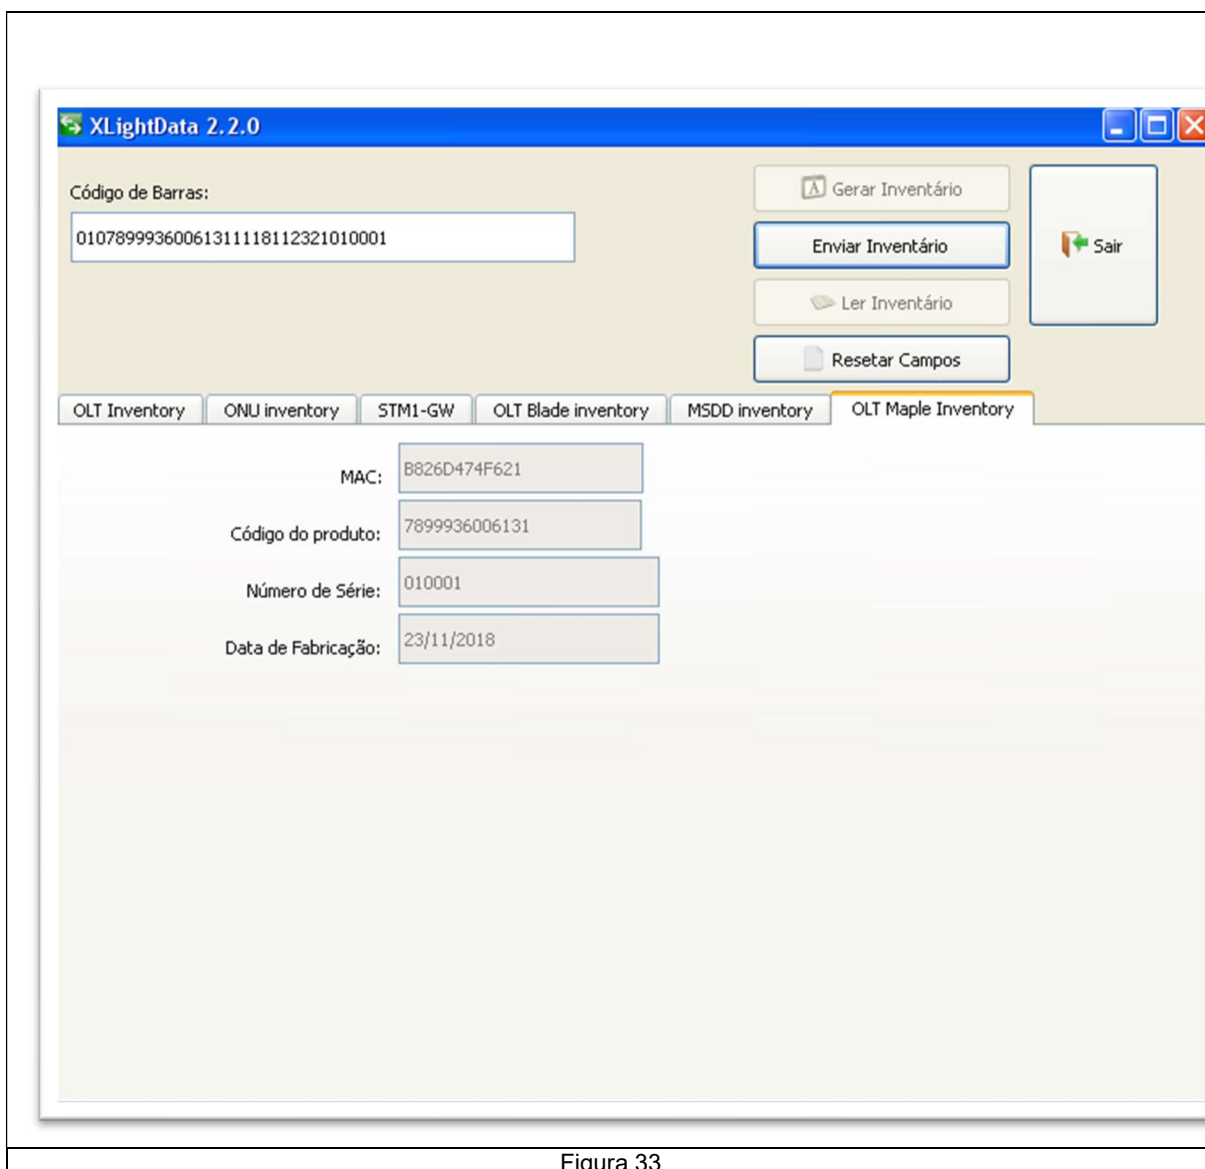 XLightData 2.2.0
Código de Barras:
01078999360061311118112321010001
Gerar Inventário
Enviar Inventário
Ler Inventário
Resetar Campos
Sair
OLT Inventory
ONU inventory
STM1-GW
OLT Blade inventory
MSDD inventory
OLT Maple Inventory
MAC: B826D474F621
Código do produto: 7899936006131
Número de Série: 010001
Data de Fabricação: 23/11/2018
Figura 33